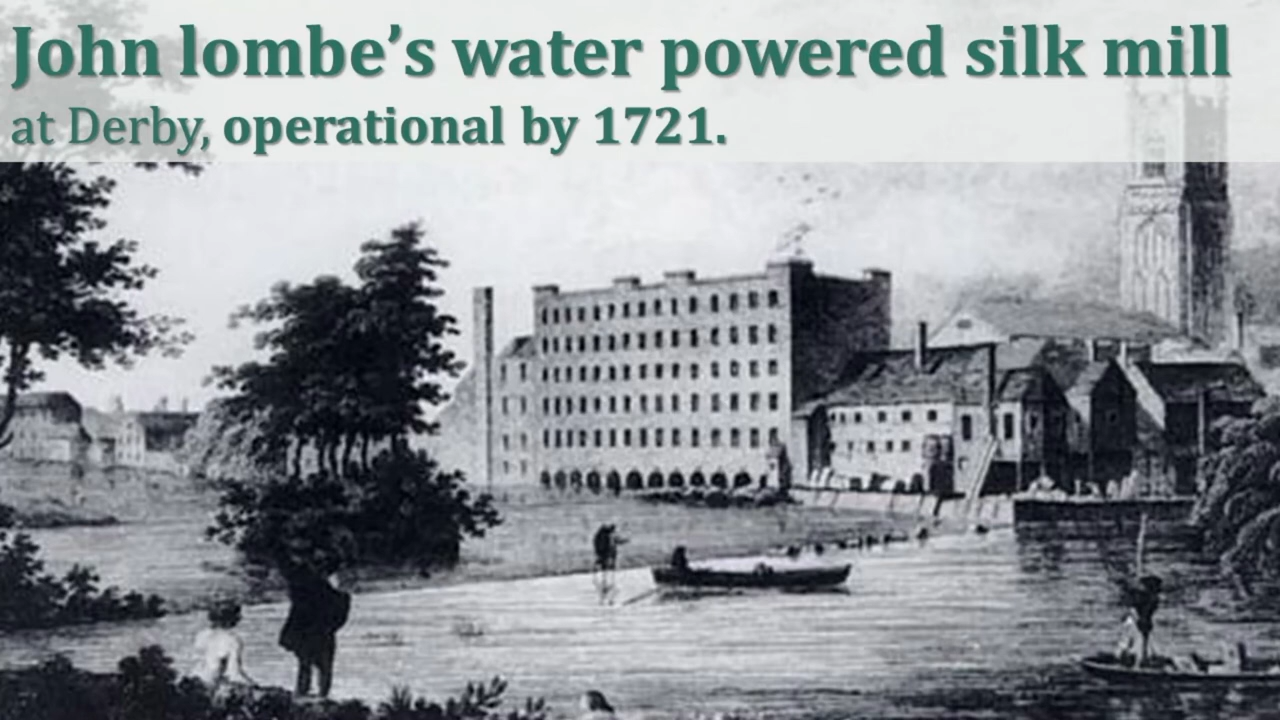 John lombe’s water powered silk mill
at Derby, operational by 1721.